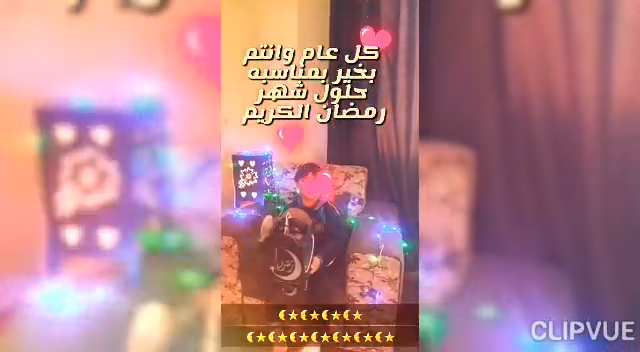 كل عام وانتم
بخير بمناسبه
حلول شهر
رمضان الكريم
CLIPVUE